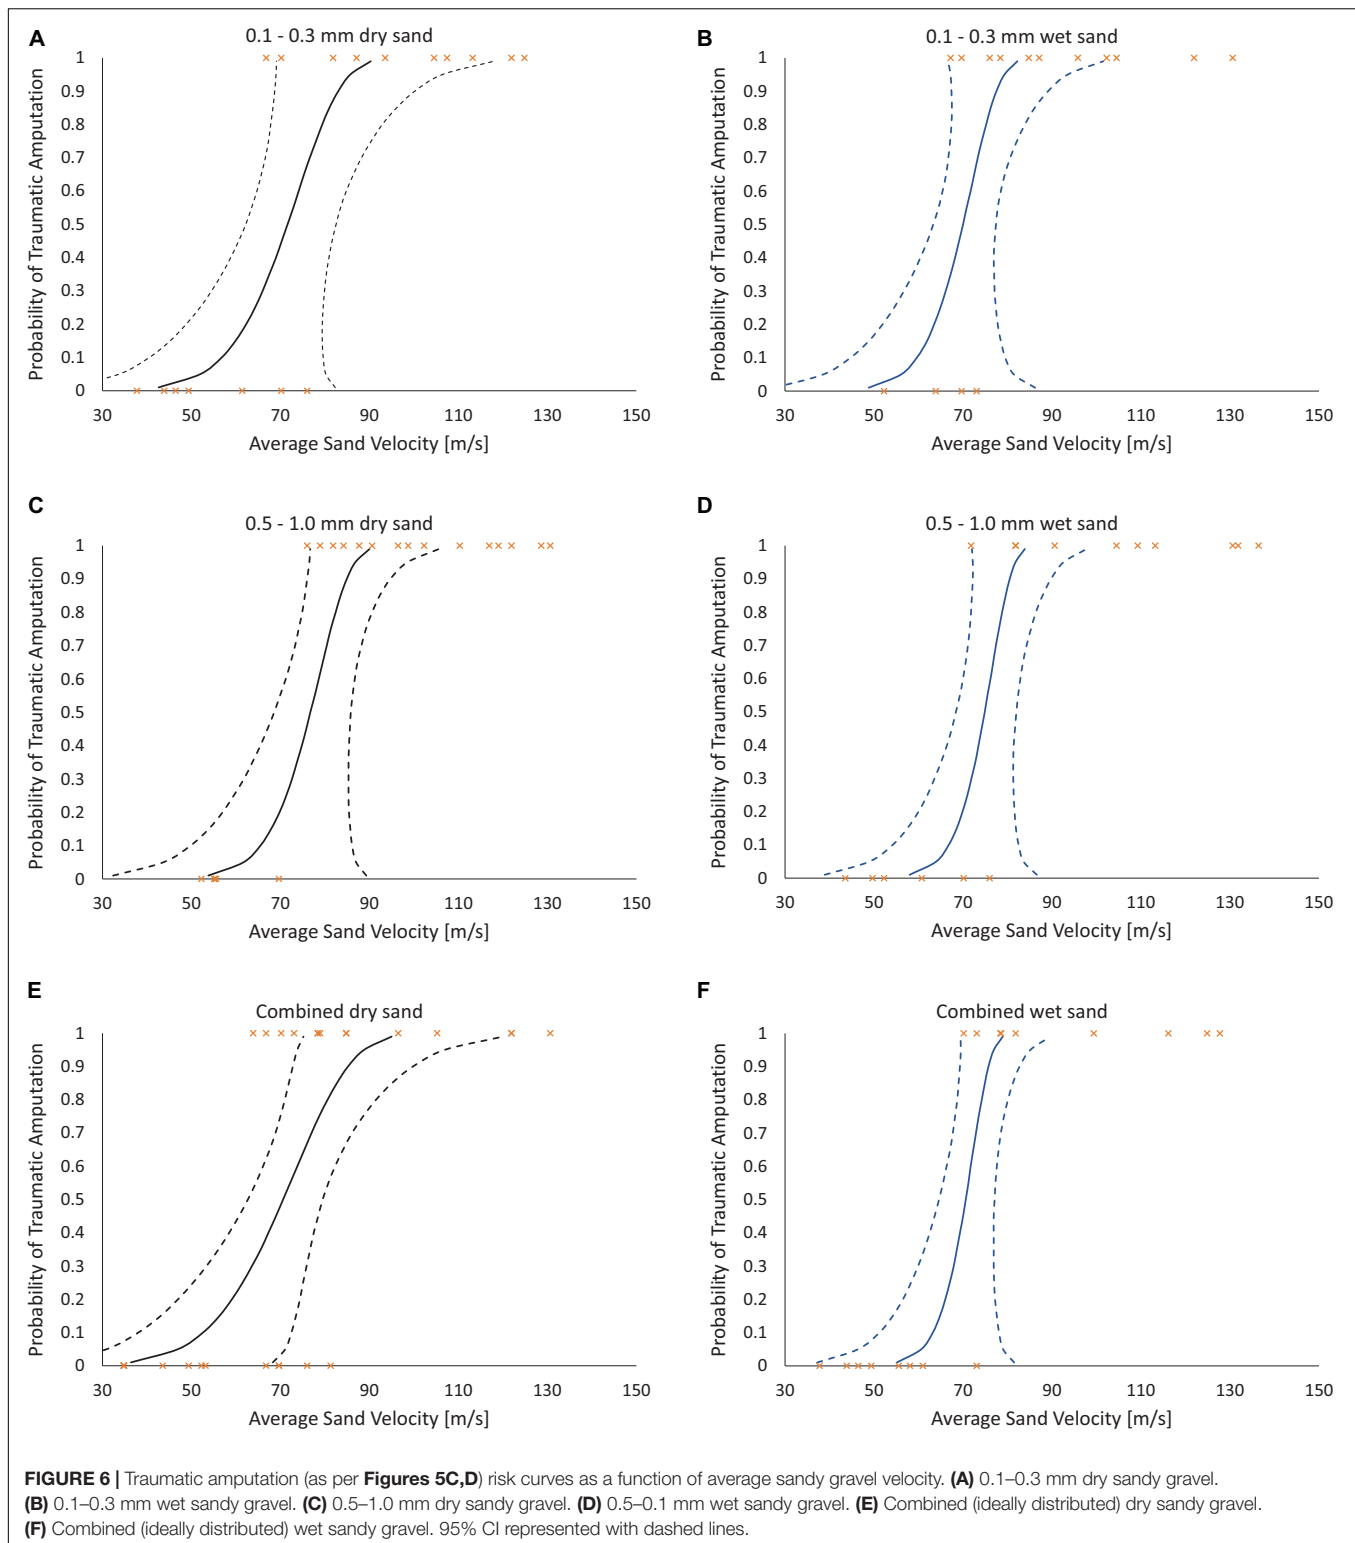 A
0.1 - 0.3 mm dry sand
Probability of Traumatic Amputation
1
0.9
0.8
0.7
0.6
0.5
0.4
0.3
0.2
0.1
0
30 50 70 90 110 130 150
Average Sand Velocity [m/s]
B
0.1 - 0.3 mm wet sand
Probability of Traumatic Amputation
1
0.9
0.8
0.7
0.6
0.5
0.4
0.3
0.2
0.1
0
30 50 70 90 110 130 150
Average Sand Velocity [m/s]
C
0.5 - 1.0 mm dry sand
Probability of Traumatic Amputation
1
0.9
0.8
0.7
0.6
0.5
0.4
0.3
0.2
0.1
0
30 50 70 90 110 130 150
Average Sand Velocity [m/s]
D
0.5 - 1.0 mm wet sand
Probability of Traumatic Amputation
1
0.9
0.8
0.7
0.6
0.5
0.4
0.3
0.2
0.1
0
30 50 70 90 110 130 150
Average Sand Velocity [m/s]
E
Combined dry sand
Probability of Traumatic Amputation
1
0.9
0.8
0.7
0.6
0.5
0.4
0.3
0.2
0.1
0
30 50 70 90 110 130 150
Average Sand Velocity [m/s]
F
Combined wet sand
Probability of Traumatic Amputation
1
0.9
0.8
0.7
0.6
0.5
0.4
0.3
0.2
0.1
0
30 50 70 90 110 130 150
Average Sand Velocity [m/s]
FIGURE 6 | Traumatic amputation (as per Figures 5C,D) risk curves as a function of average sandy gravel velocity. (A) 0.1–0.3 mm dry sandy gravel.
(B) 0.1–0.3 mm wet sandy gravel. (C) 0.5–1.0 mm dry sandy gravel. (D) 0.5–0.1 mm wet sandy gravel. (E) Combined (ideally distributed) dry sandy gravel.
(F) Combined (ideally distributed) wet sandy gravel. 95% CI represented with dashed lines.